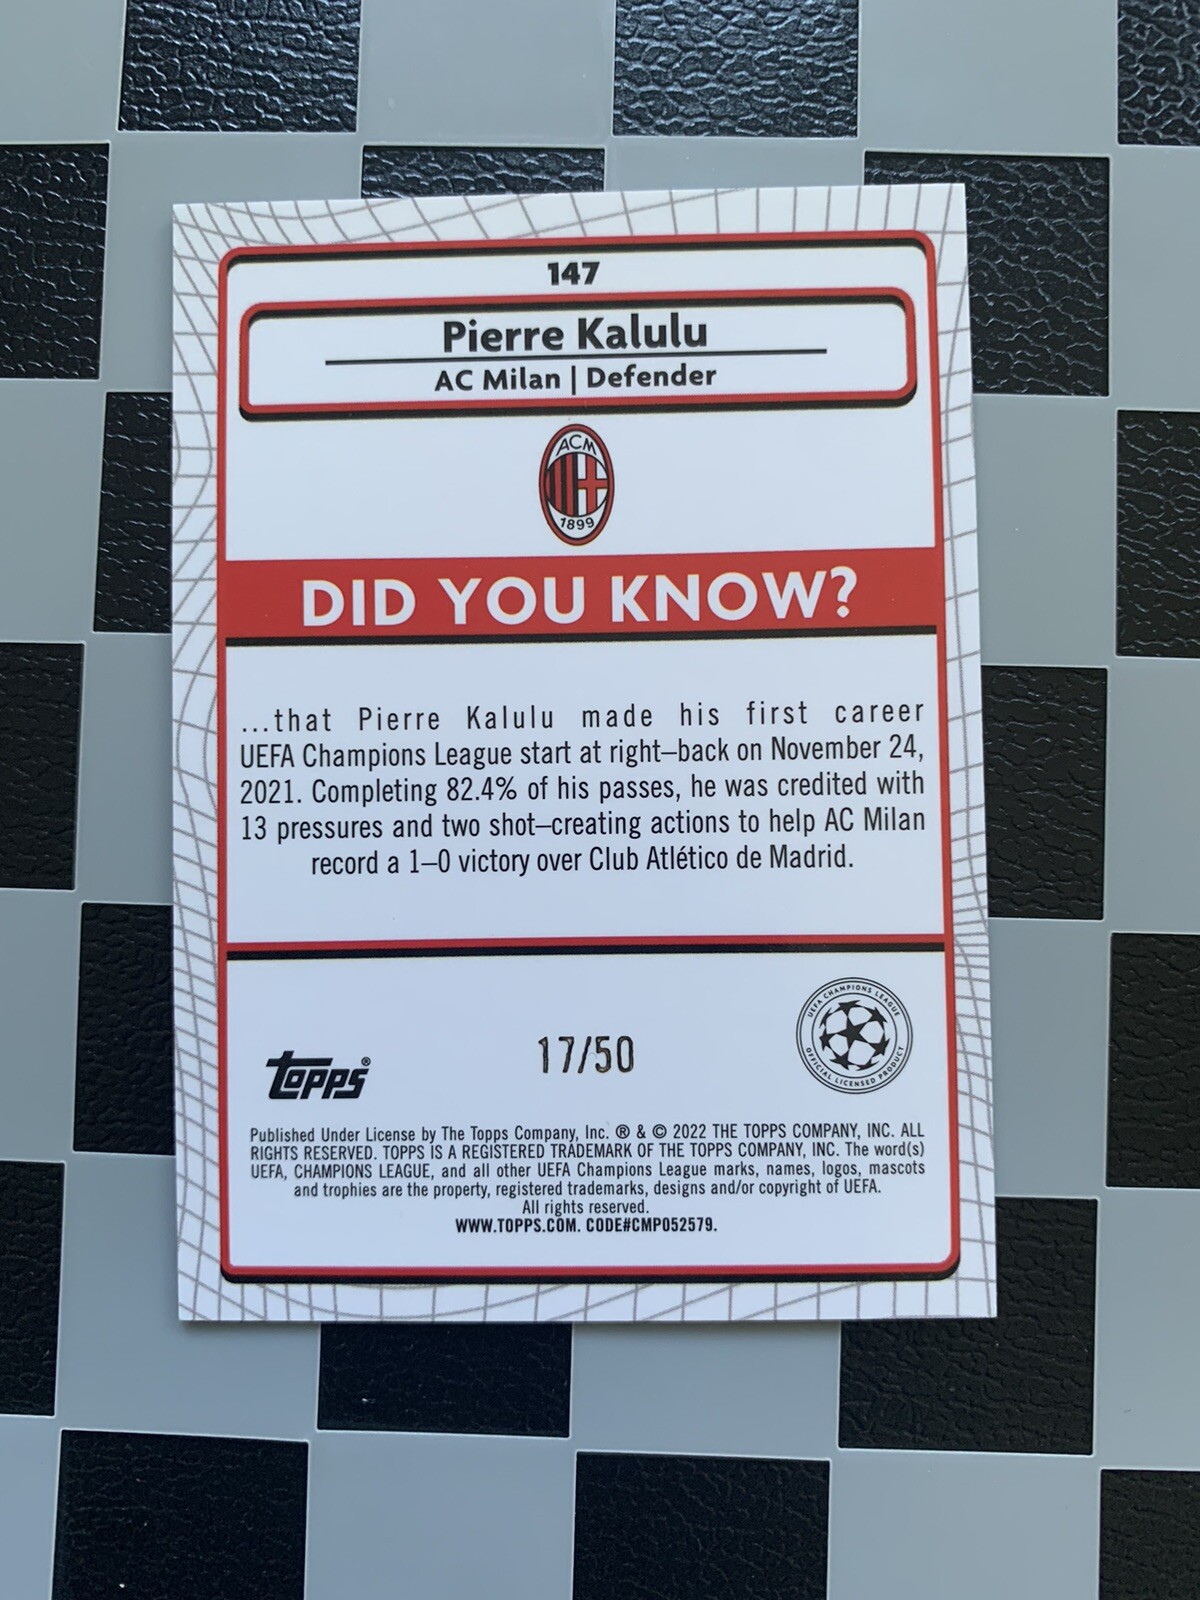 147
Pierre Kalulu
AC Milan | Defender
ACM
1899
DID YOU KNOW?
...that Pierre Kalulu made his first career
UEFA Champions League start at right–back on November 24,
2021. Completing 82.4% of his passes, he was credited with
13 pressures and two shot–creating actions to help AC Milan
record a 1–0 victory over Club Atlético de Madrid.
UEFA CHAMPIONS LEAGUE
OFFICIAL LICENSED PRODUCT
17/50
Topps®
Published Under License by The Topps Company, Inc. ® & © 2022 THE TOPPS COMPANY, INC. ALL
RIGHTS RESERVED. TOPPS IS A REGISTERED TRADEMARK OF THE TOPPS COMPANY, INC. The word(s)
UEFA, CHAMPIONS LEAGUE, and all other UEFA Champions League marks, names, logos, mascots
and trophies are the property, registered trademarks, designs and/or copyright of UEFA.
All rights reserved.
WWW.TOPPS.COM. CODE#CMP052579.